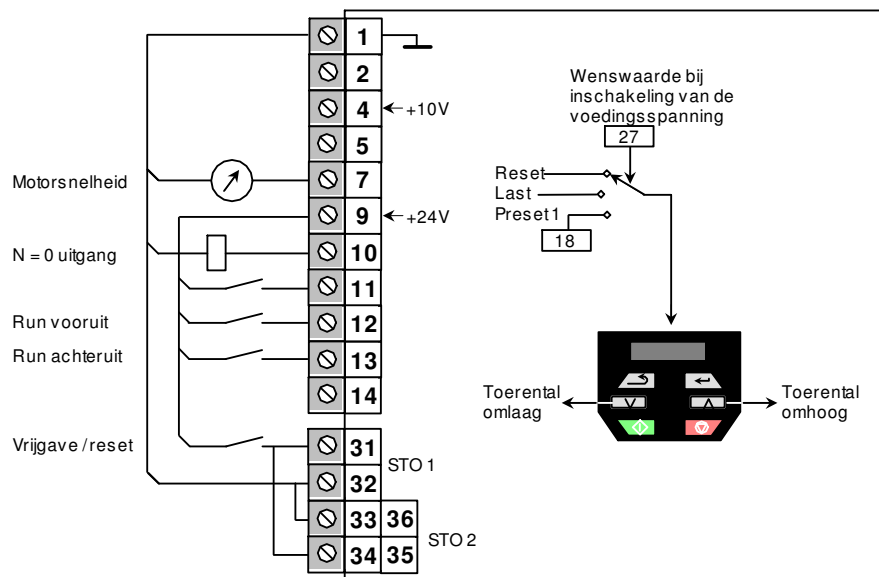 1
2
4
+10V
5
Motorsnelheid
7
9
+24V
N = 0 uitgang
10
11
Run vooruit
12
Run achteruit
13
14
Vrijgave / reset
31
STO 1
32
33 36
STO 2
34 35
Wenswaarde bij
inschakeling van de
voedingsspanning
27
Reset
Last
Preset 1
18
Toerental
omlaag
Toerental
omhoog